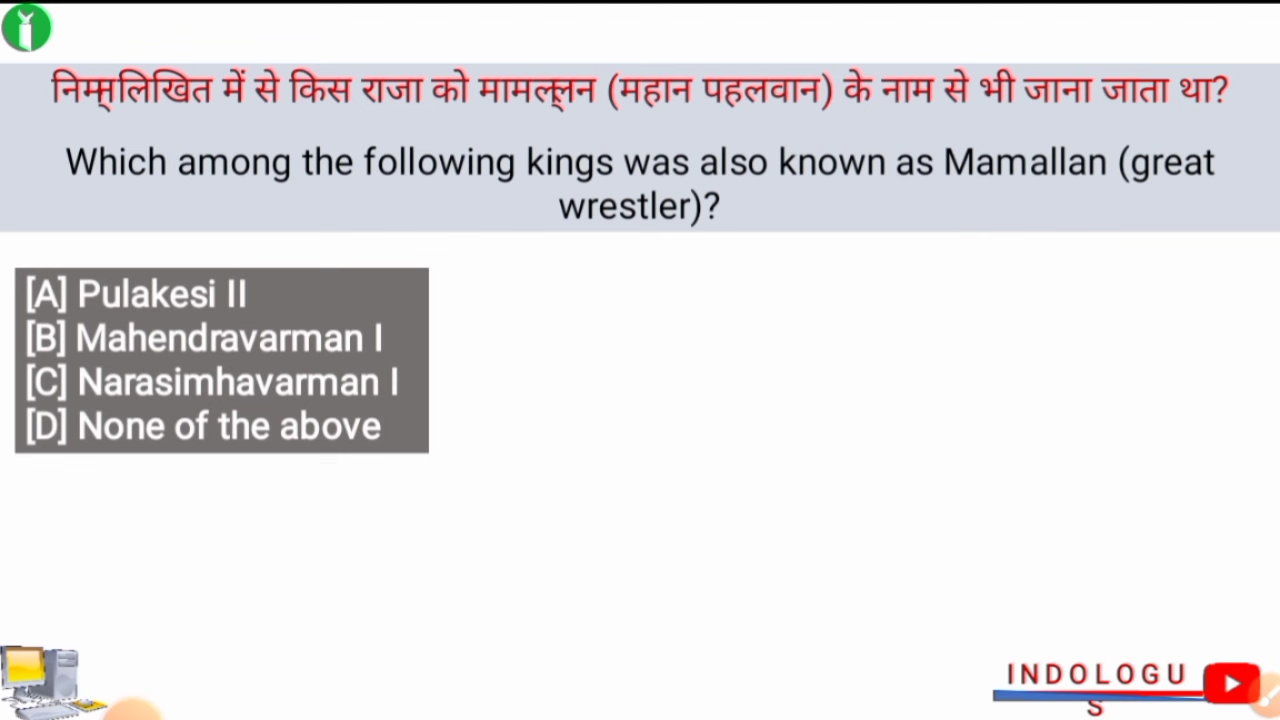 निम्नलिखित में से किस राजा को मामल्लन (महान पहलवान) के नाम से भी जाना जाता था?
Which among the following kings was also known as Mamallan (great
wrestler)?
[A] Pulakesi II
[B] Mahendravarman I
[C] Narasimhavarman I
[D] None of the above
INDOLOGU
S